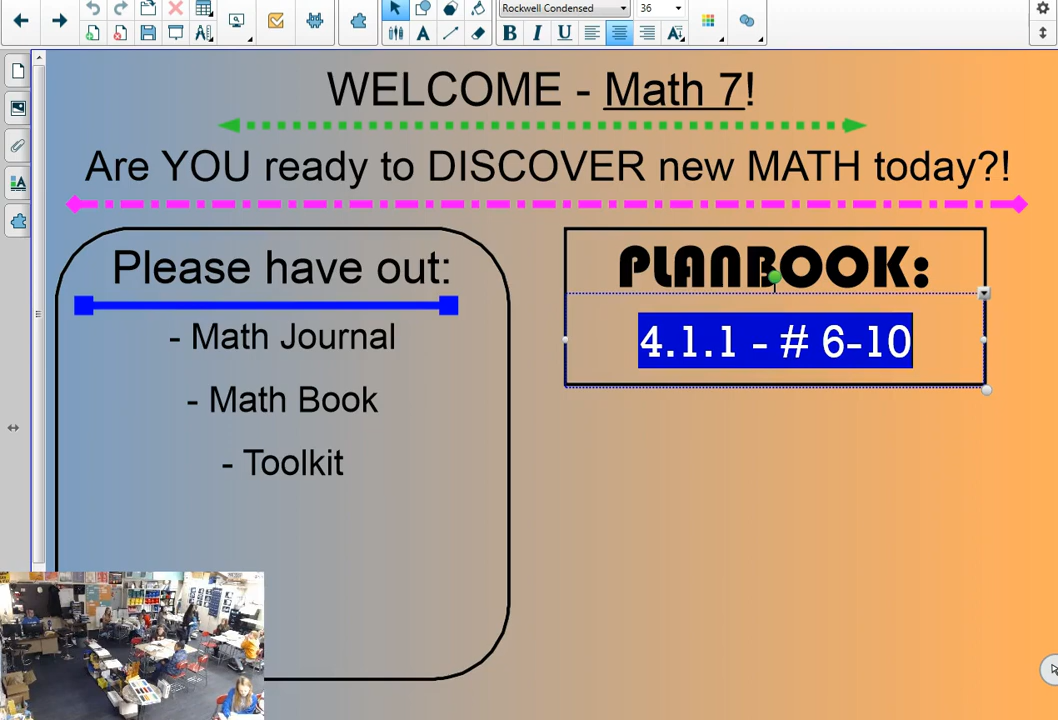 Rockwell Condensed 36
B I U A
WELCOME - Math 7!
Are YOU ready to DISCOVER new MATH today?!
Please have out:
- Math Journal
- Math Book
- Toolkit
PLANBOOK:
4.1.1 - # 6-10